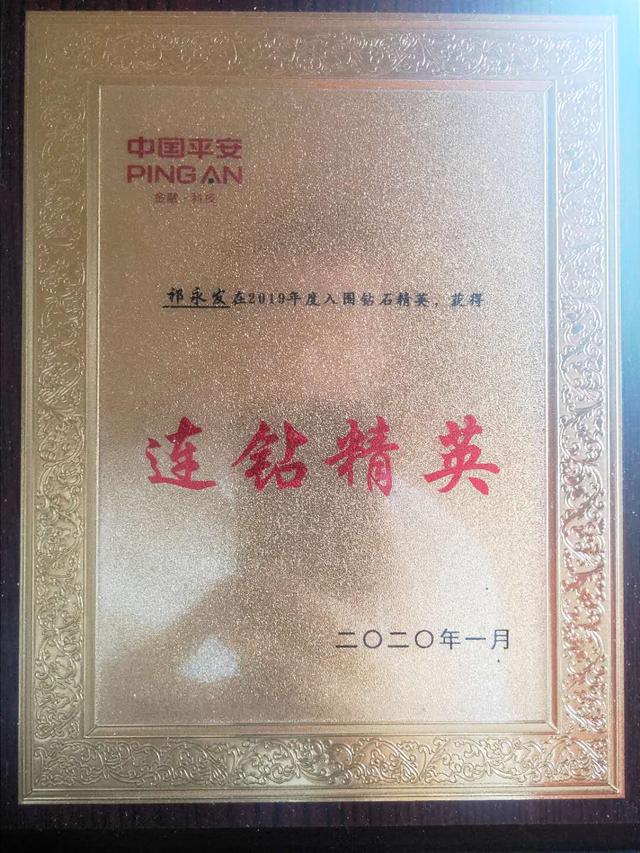 中国平安
PING AN
金融·科技
祁永发在2019年度入围钻石精英，获得
连钻精英
二〇二〇年一月